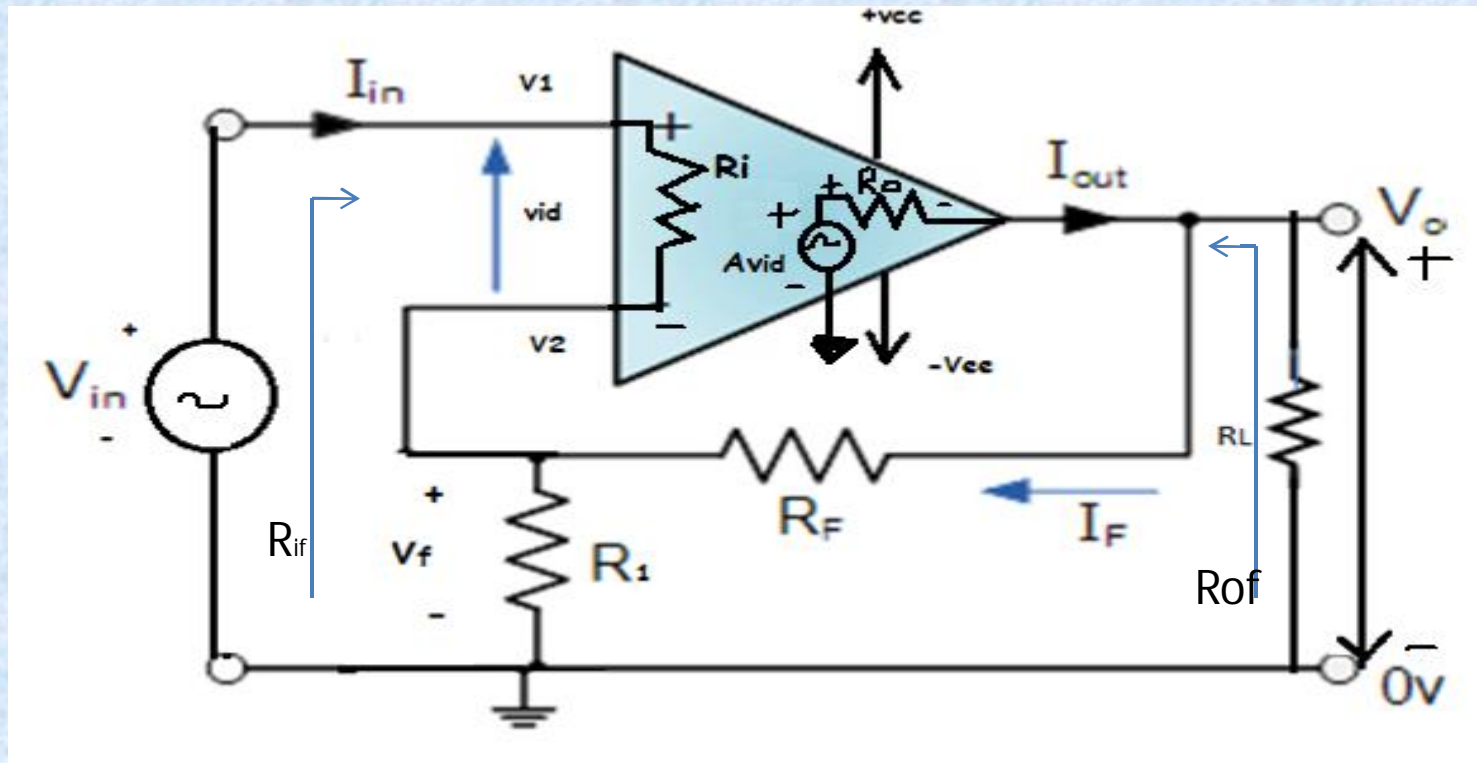 +vcc
Iin
V1
+
Ri
vid
+
Ro
-
+
Avid
-
Iout
Vo
+
+
Vin
-
V2
-
-Vee
RL
+
Vf
-
R1
RF
IF
Rif
Rof
-
0v